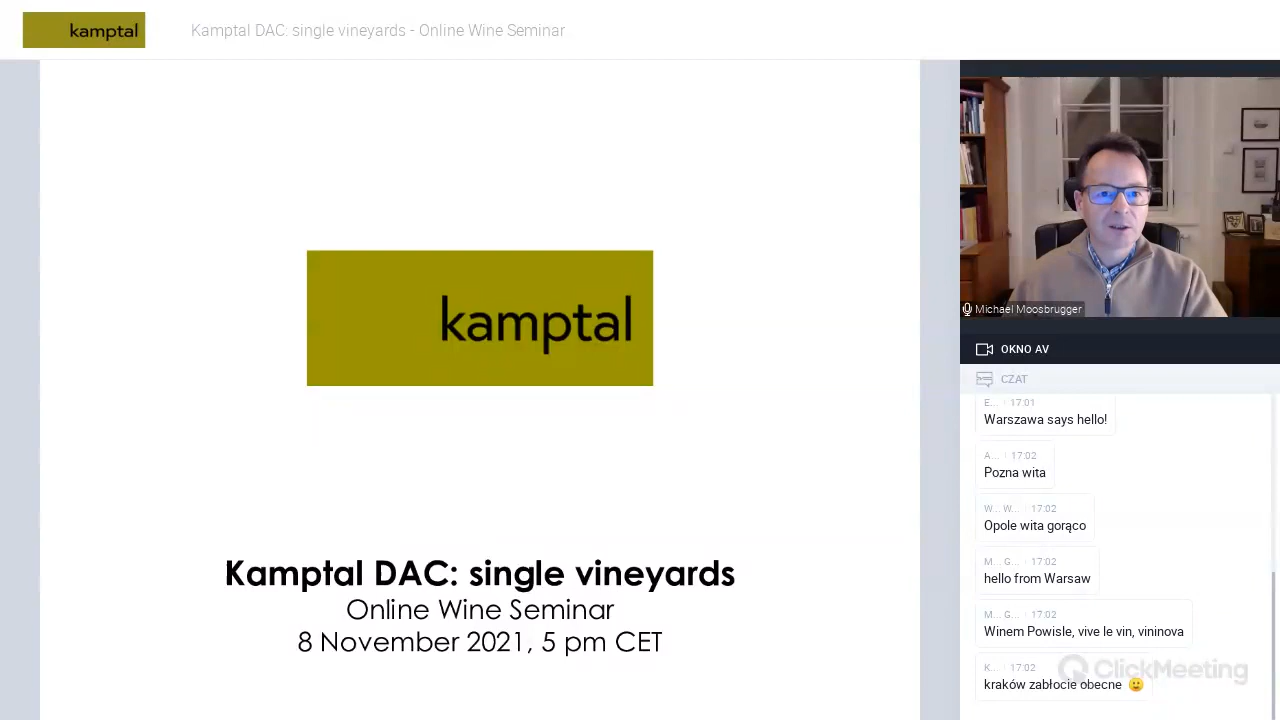 kamptal
Kamptal DAC: single vineyards - Online Wine Seminar
kamptal
Kamptal DAC: single vineyards
Online Wine Seminar
8 November 2021, 5 pm CET
Michael Moosbrugger
OKNO AV
CZAT
E... 17:01
Warszawa says hello!
A... 17:02
Pozna wita
W... W... 17:02
Opole wita gorąco
M... G... 17:02
hello from Warsaw
M... G... 17:02
Winem Powisle, vive le vin, vininova
K... 17:02
kraków zabłocie obecne 🙂
ClickMeeting